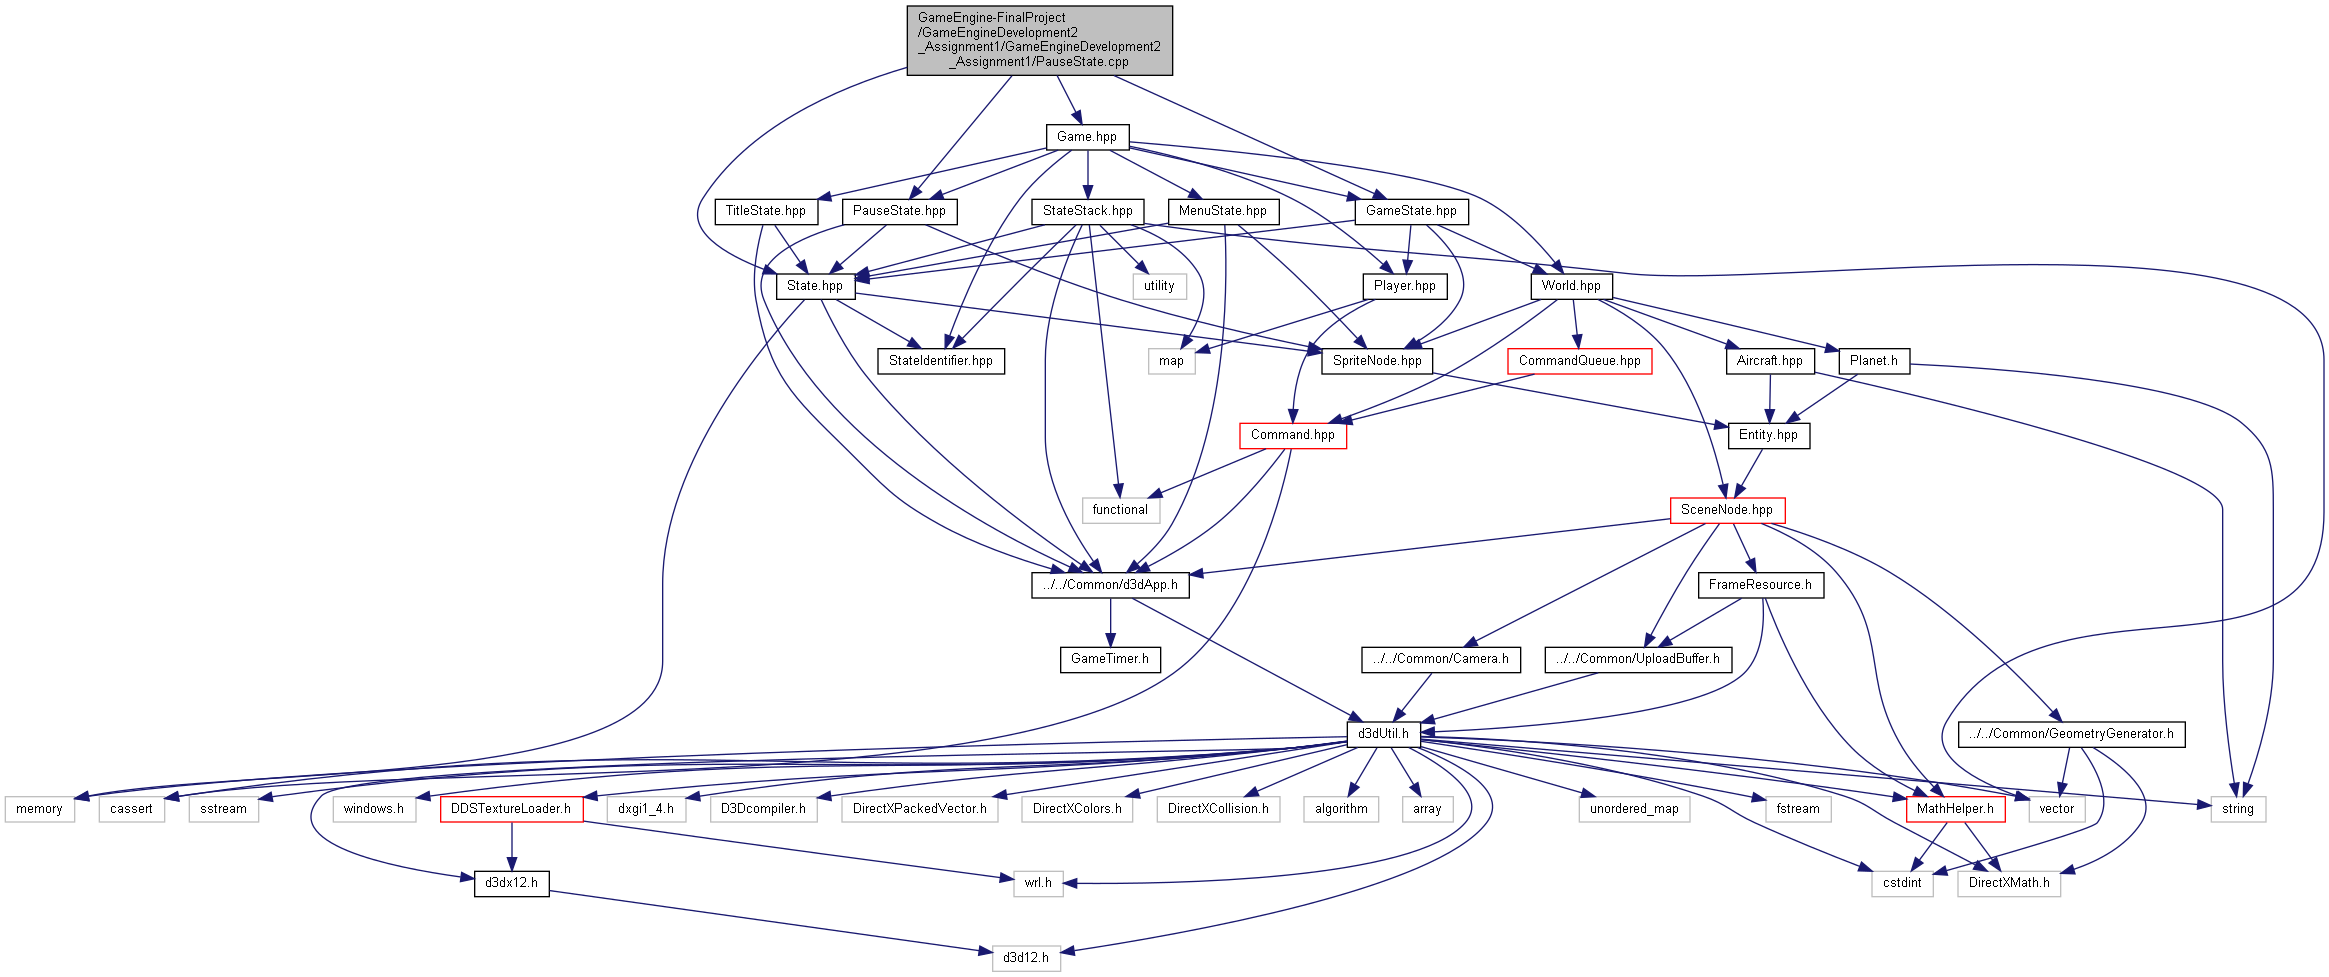 GameEngine-FinalProject
/GameEngineDevelopment2
_Assignment1/GameEngineDevelopment2
_Assignment1/PauseState.cpp
Game.hpp
TitleState.hpp
PauseState.hpp
StateStack.hpp
MenuState.hpp
GameState.hpp
State.hpp
utility
Player.hpp
World.hpp
StateIdentifier.hpp
map
SpriteNode.hpp
CommandQueue.hpp
Aircraft.hpp
Planet.h
Command.hpp
Entity.hpp
functional
SceneNode.hpp
../../Common/d3dApp.h
FrameResource.h
GameTimer.h
../../Common/Camera.h
../../Common/UploadBuffer.h
d3dUtil.h
../../Common/GeometryGenerator.h
memory
cassert
sstream
windows.h
DDSTextureLoader.h
dxgi1_4.h
D3Dcompiler.h
DirectXPackedVector.h
DirectXColors.h
DirectXCollision.h
algorithm
array
unordered_map
fstream
MathHelper.h
vector
string
d3dx12.h
wrl.h
cstdint
DirectXMath.h
d3d12.h